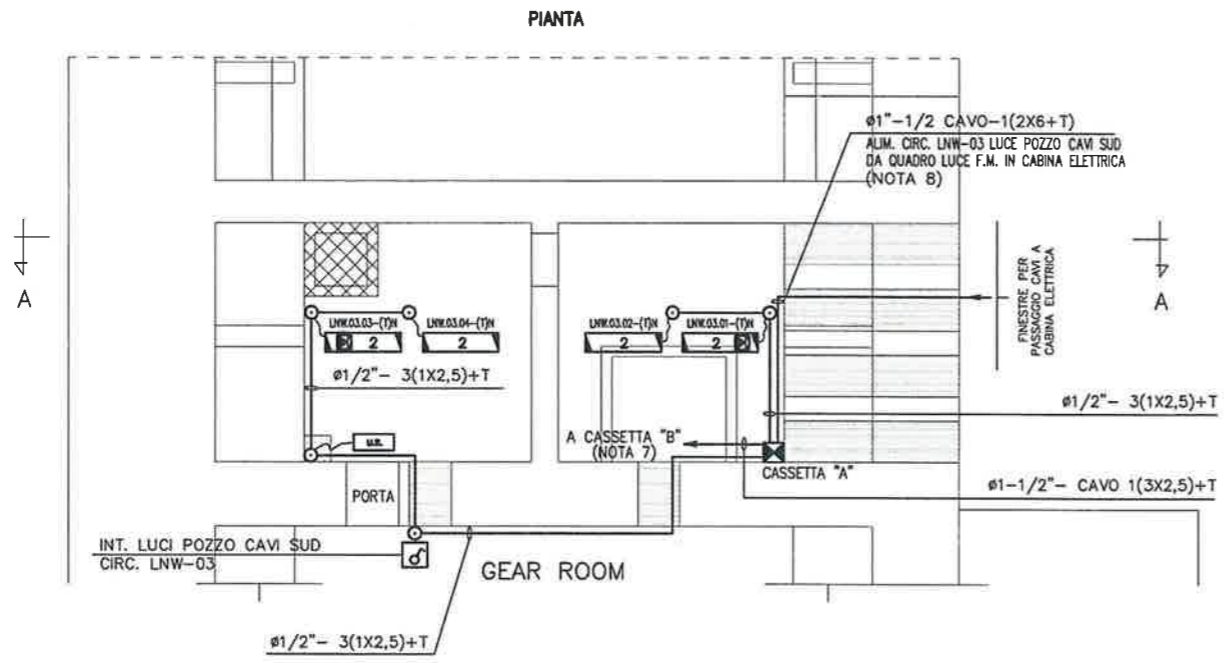 PIANTA
ø1"-1/2 CAVO-1(2X6+T)
ALIM. CIRC. LNW-03 LUCE POZZO CAVI SUD
DA QUADRO LUCE F.M. IN CABINA ELETTRICA
(NOTA 8)
A
A
FINESTRE PER
PASSAGGIO CAVI A
CABINA ELETTRICA
LNW.03.03-(T)N
LNW.03.04-(T)N
LNW.03.02-(T)N
LNW.03.01-(T)N
2
2
2
2
ø1/2"- 3(1X2,5)+T
ø1/2"- 3(1X2,5)+T
U.S.
A CASSETTA "B"
(NOTA 7)
CASSETTA "A"
PORTA
ø1-1/2"- CAVO 1(3X2,5)+T
INT. LUCI POZZO CAVI SUD
CIRC. LNW-03
GEAR ROOM
ø1/2"- 3(1X2,5)+T